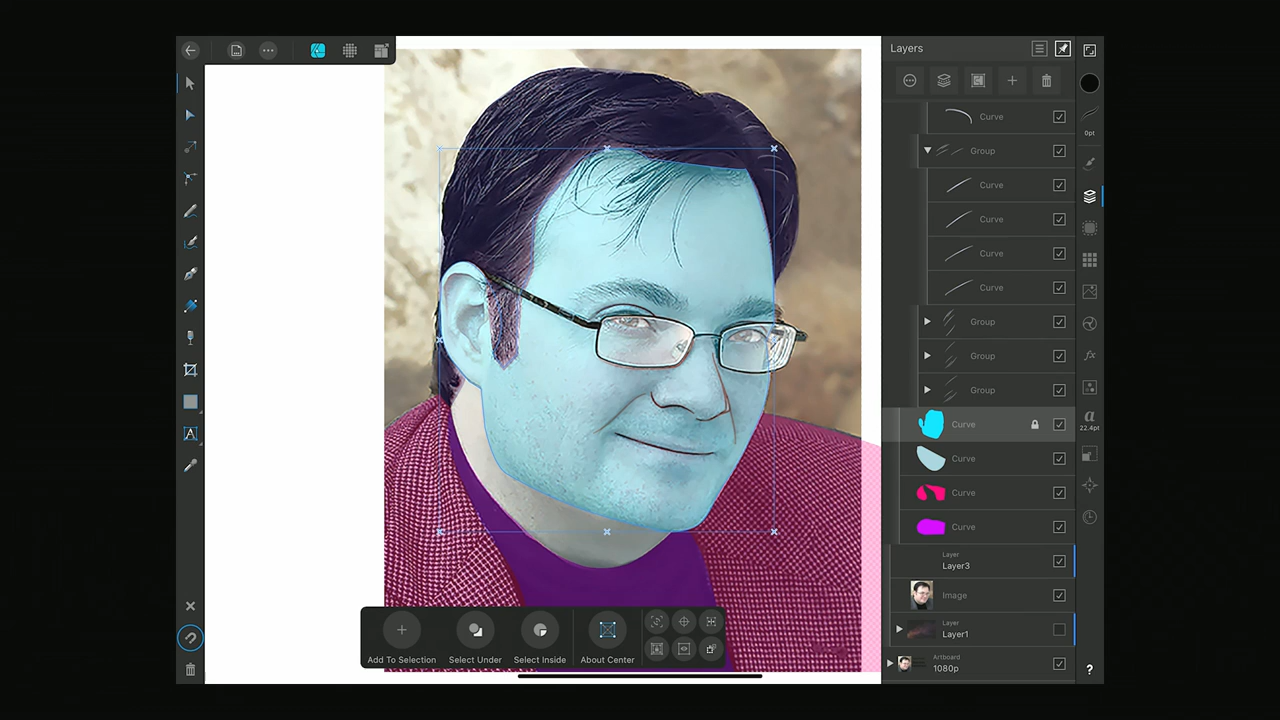 Layers
Curve
0pt
Group
Curve
Curve
Curve
Curve
Group
Group
Group
Curve
a
22.4pt
Curve
Curve
Curve
Layer
Layer3
Image
Layer
Layer1
Artboard
1080p
fx
A
?
Add To Selection
Select Under
Select Inside
About Center